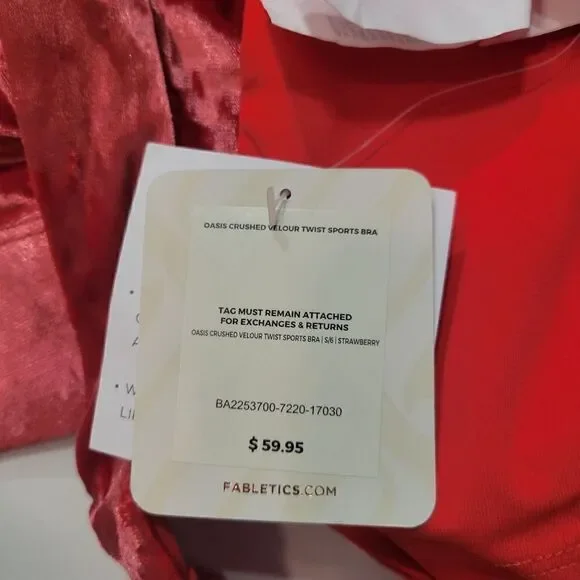 OASIS CRUSHED VELOUR TWIST SPORTS BRA
TAG MUST REMAIN ATTACHED
FOR EXCHANGES & RETURNS
OASIS CRUSHED VELOUR TWIST SPORTS BRA | S/6 | STRAWBERRY
BA2253700-7220-17030
$ 59.95
FABLETICS.COM